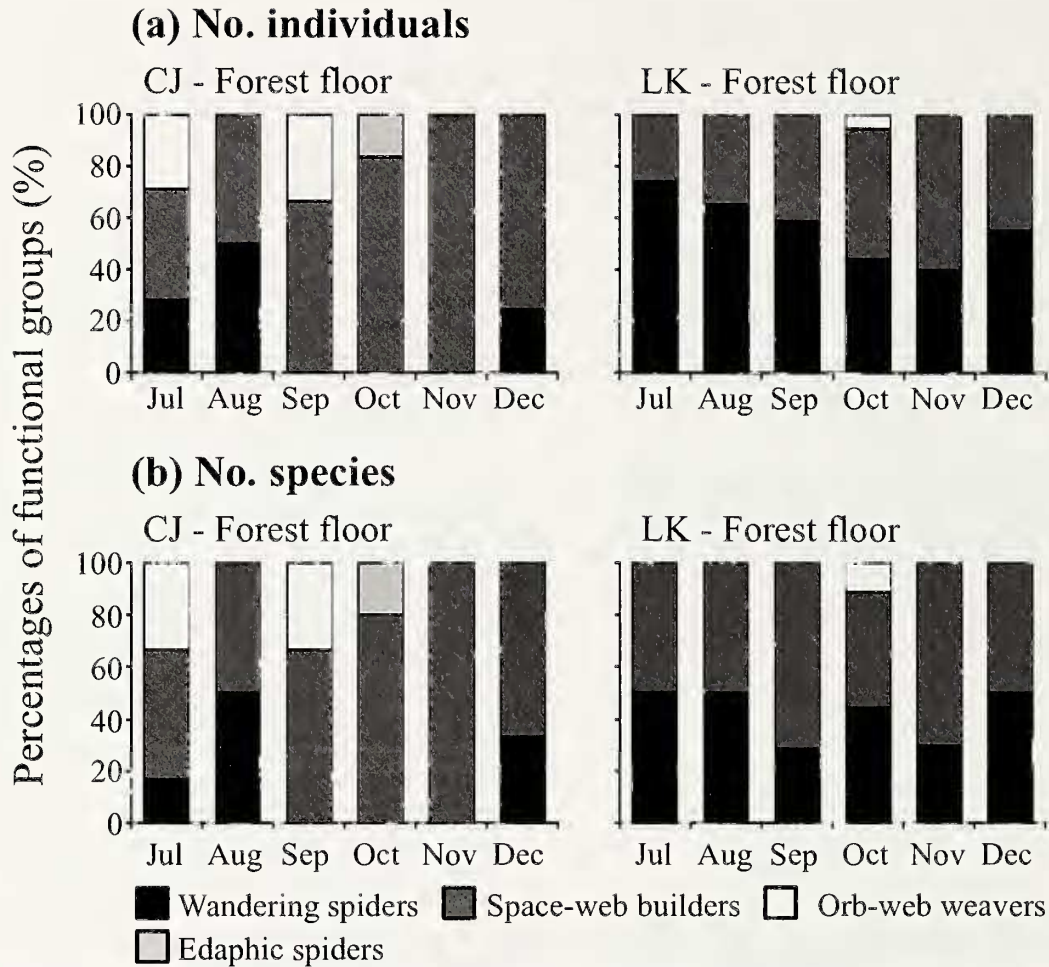 (a) No. individuals
CJ - Forest floor
LK - Forest floor
100
80
60
40
20
0
Jul Aug Sep Oct Nov Dec
Jul Aug Sep Oct Nov Dec
Percentages of functional groups (%)
(b) No. species
CJ - Forest floor
LK - Forest floor
100
80
60
40
20
0
Jul Aug Sep Oct Nov Dec
Jul Aug Sep Oct Nov Dec
Wandering spiders Space-web builders Orb-web weavers
Edaphic spiders